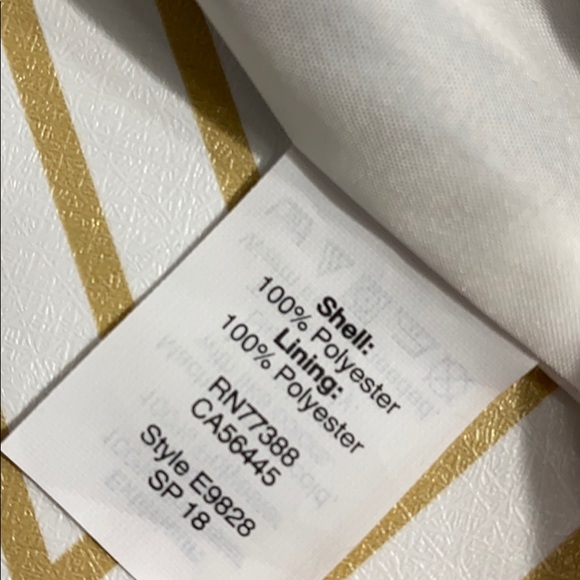 Shell:
100% Polyester
Lining:
100% Polyester
RN77388
CA56445
Style E9828
SP 18